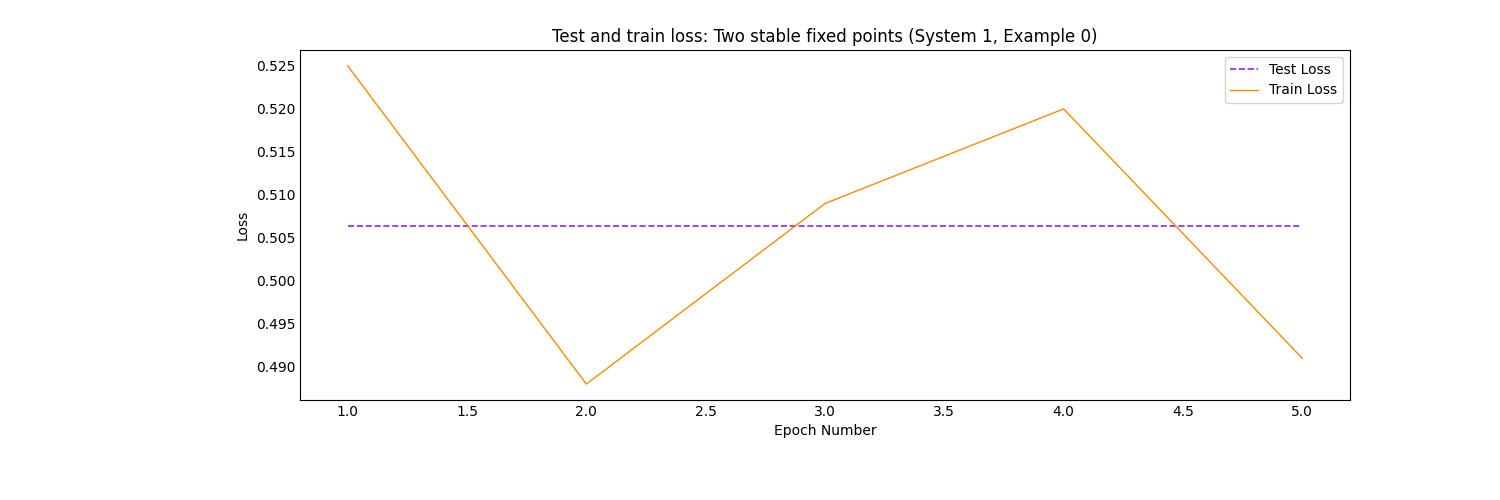 Test and train loss: Two stable fixed points (System 1, Example 0)
Test Loss
Train Loss
0.525
0.520
0.515
0.510
0.505
0.500
0.495
0.490
Loss
1.0 1.5 2.0 2.5 3.0 3.5 4.0 4.5 5.0
Epoch Number